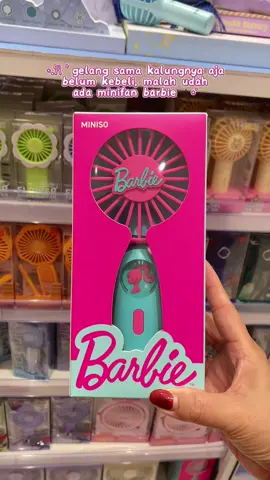 gelang sama kalungnya aja
belum kebeli, malah udah
ada minifan barbie
MINISO
Barbie
Barbie